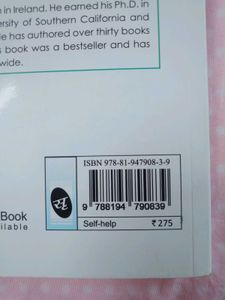 n in Ireland. He earned his Ph.D. in
ersity of Southern California and
e has authored over thirty books
s book was a bestseller and has
wide.
ISBN 978-81-947908-3-9
9 788194 790839
Self-help ₹ 275
Book
ilable